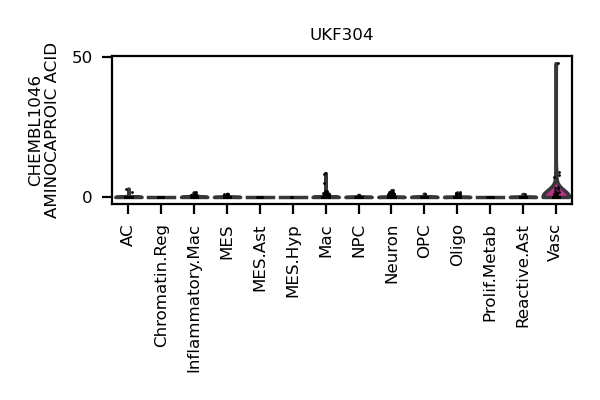 UKF304
CHEMBL1046
AMINOCAPROIC ACID
50
0
AC
Chromatin.Reg
Inflammatory.Mac
MES
MES.Ast
MES.Hyp
Mac
NPC
Neuron
OPC
Oligo
Prolif.Metab
Reactive.Ast
Vasc